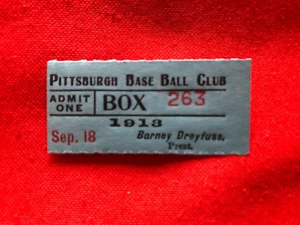 PITTSBURGH BASE BALL CLUB
ADMIT ONE BOX 263
1913
Sep. 18 Barney Dreyfuss.
Prest.